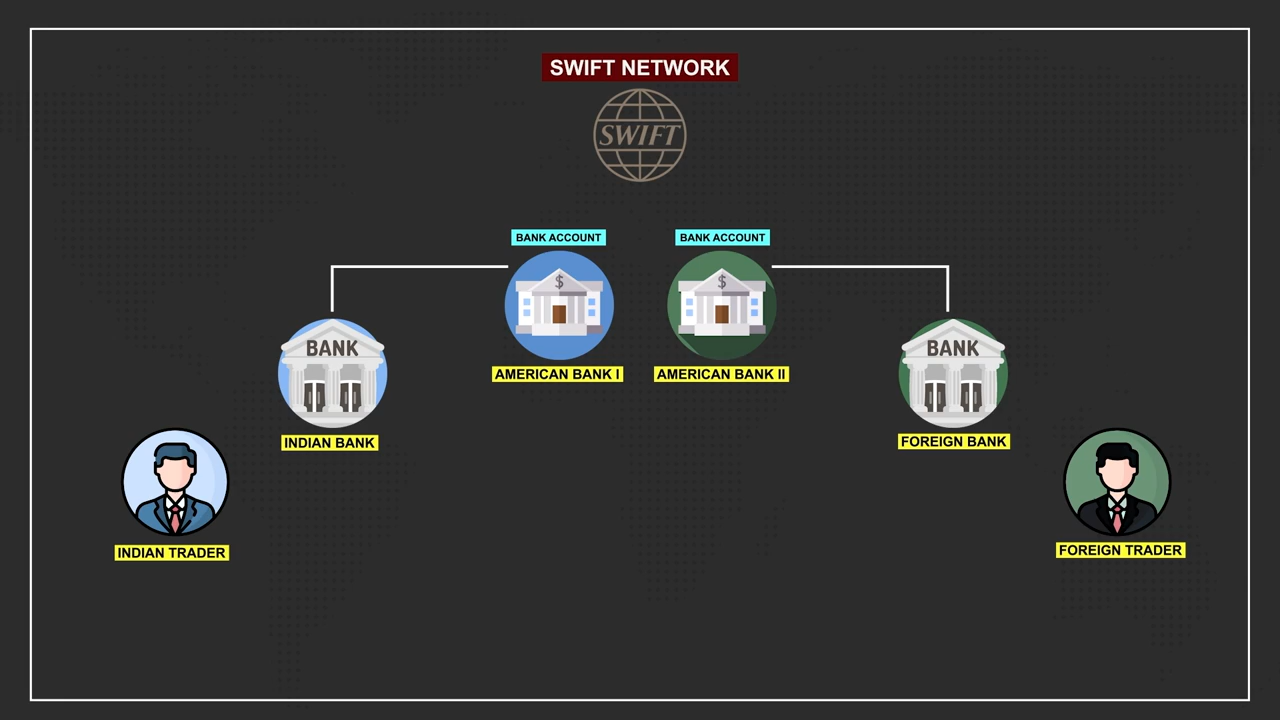 SWIFT NETWORK
SWIFT
BANK ACCOUNT
BANK ACCOUNT
$
$
BANK
BANK
AMERICAN BANK I
AMERICAN BANK II
INDIAN BANK
FOREIGN BANK
INDIAN TRADER
FOREIGN TRADER